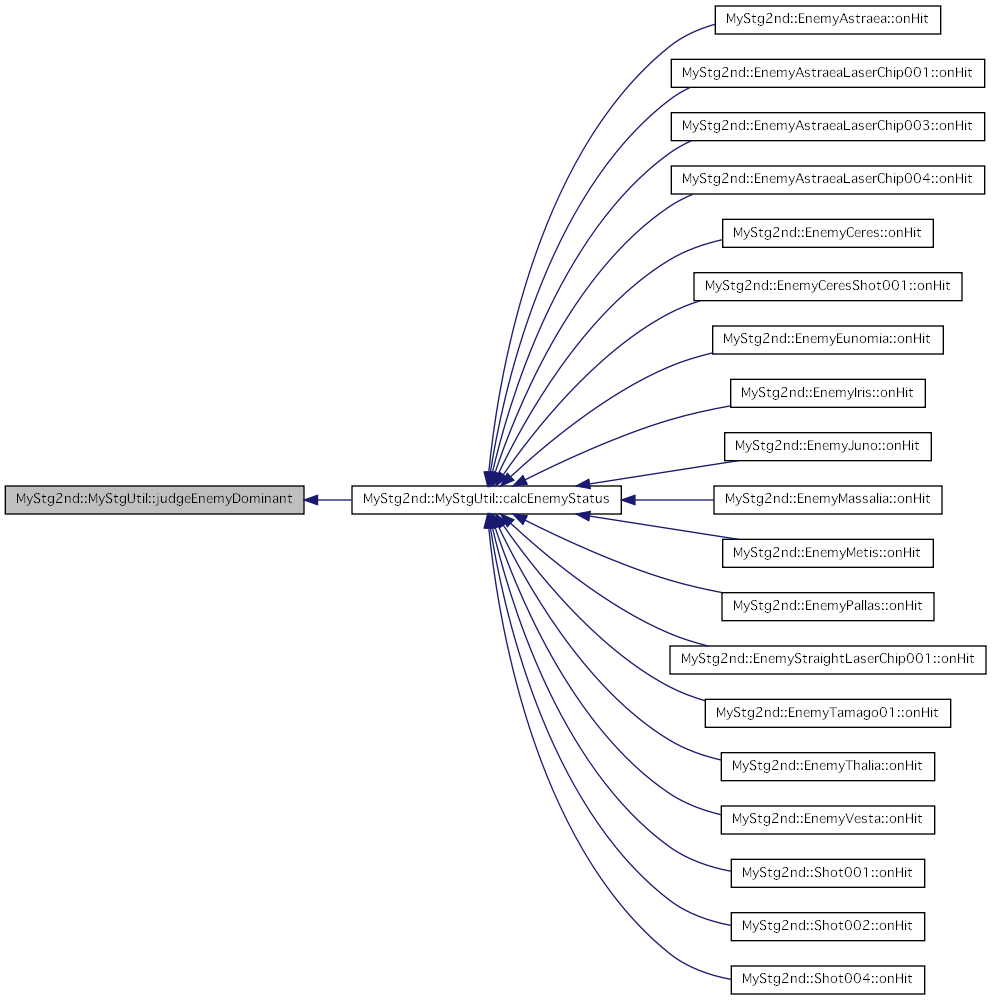 MyStg2nd::EnemyAstraea::onHit
MyStg2nd::EnemyAstraeaLaserChip001::onHit
MyStg2nd::EnemyAstraeaLaserChip003::onHit
MyStg2nd::EnemyAstraeaLaserChip004::onHit
MyStg2nd::EnemyCeres::onHit
MyStg2nd::EnemyCeresShot001::onHit
MyStg2nd::EnemyEunomia::onHit
MyStg2nd::EnemyIris::onHit
MyStg2nd::EnemyJuno::onHit
MyStg2nd::MyStgUtil::judgeEnemyDominant
MyStg2nd::MyStgUtil::calcEnemyStatus
MyStg2nd::EnemyMassalia::onHit
MyStg2nd::EnemyMetis::onHit
MyStg2nd::EnemyPallas::onHit
MyStg2nd::EnemyStraightLaserChip001::onHit
MyStg2nd::EnemyTamago01::onHit
MyStg2nd::EnemyThalia::onHit
MyStg2nd::EnemyVesta::onHit
MyStg2nd::Shot001::onHit
MyStg2nd::Shot002::onHit
MyStg2nd::Shot004::onHit